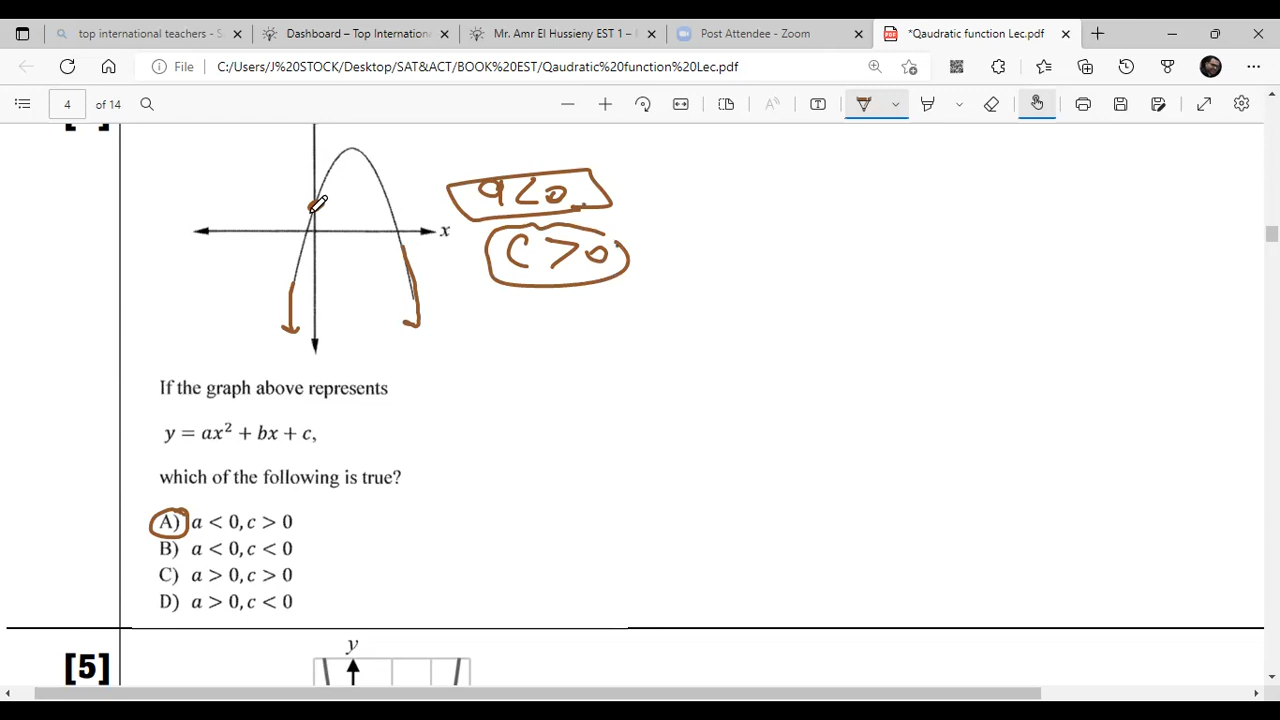 top international teachers - S
Dashboard – Top Internation
Mr. Amr El Hussieny EST 1 –
Post Attendee - Zoom
*Qaudratic function Lec.pdf
File
C:/Users/J%20STOCK/Desktop/SAT&ACT/BOOK%20EST/Qaudratic%20function%20Lec.pdf
4 of 14
x
a < 0
C > 0
If the graph above represents
y = ax² + bx + c,
which of the following is true?
A) a < 0, c > 0
B) a < 0, c < 0
C) a > 0, c > 0
D) a > 0, c < 0
[5]
y